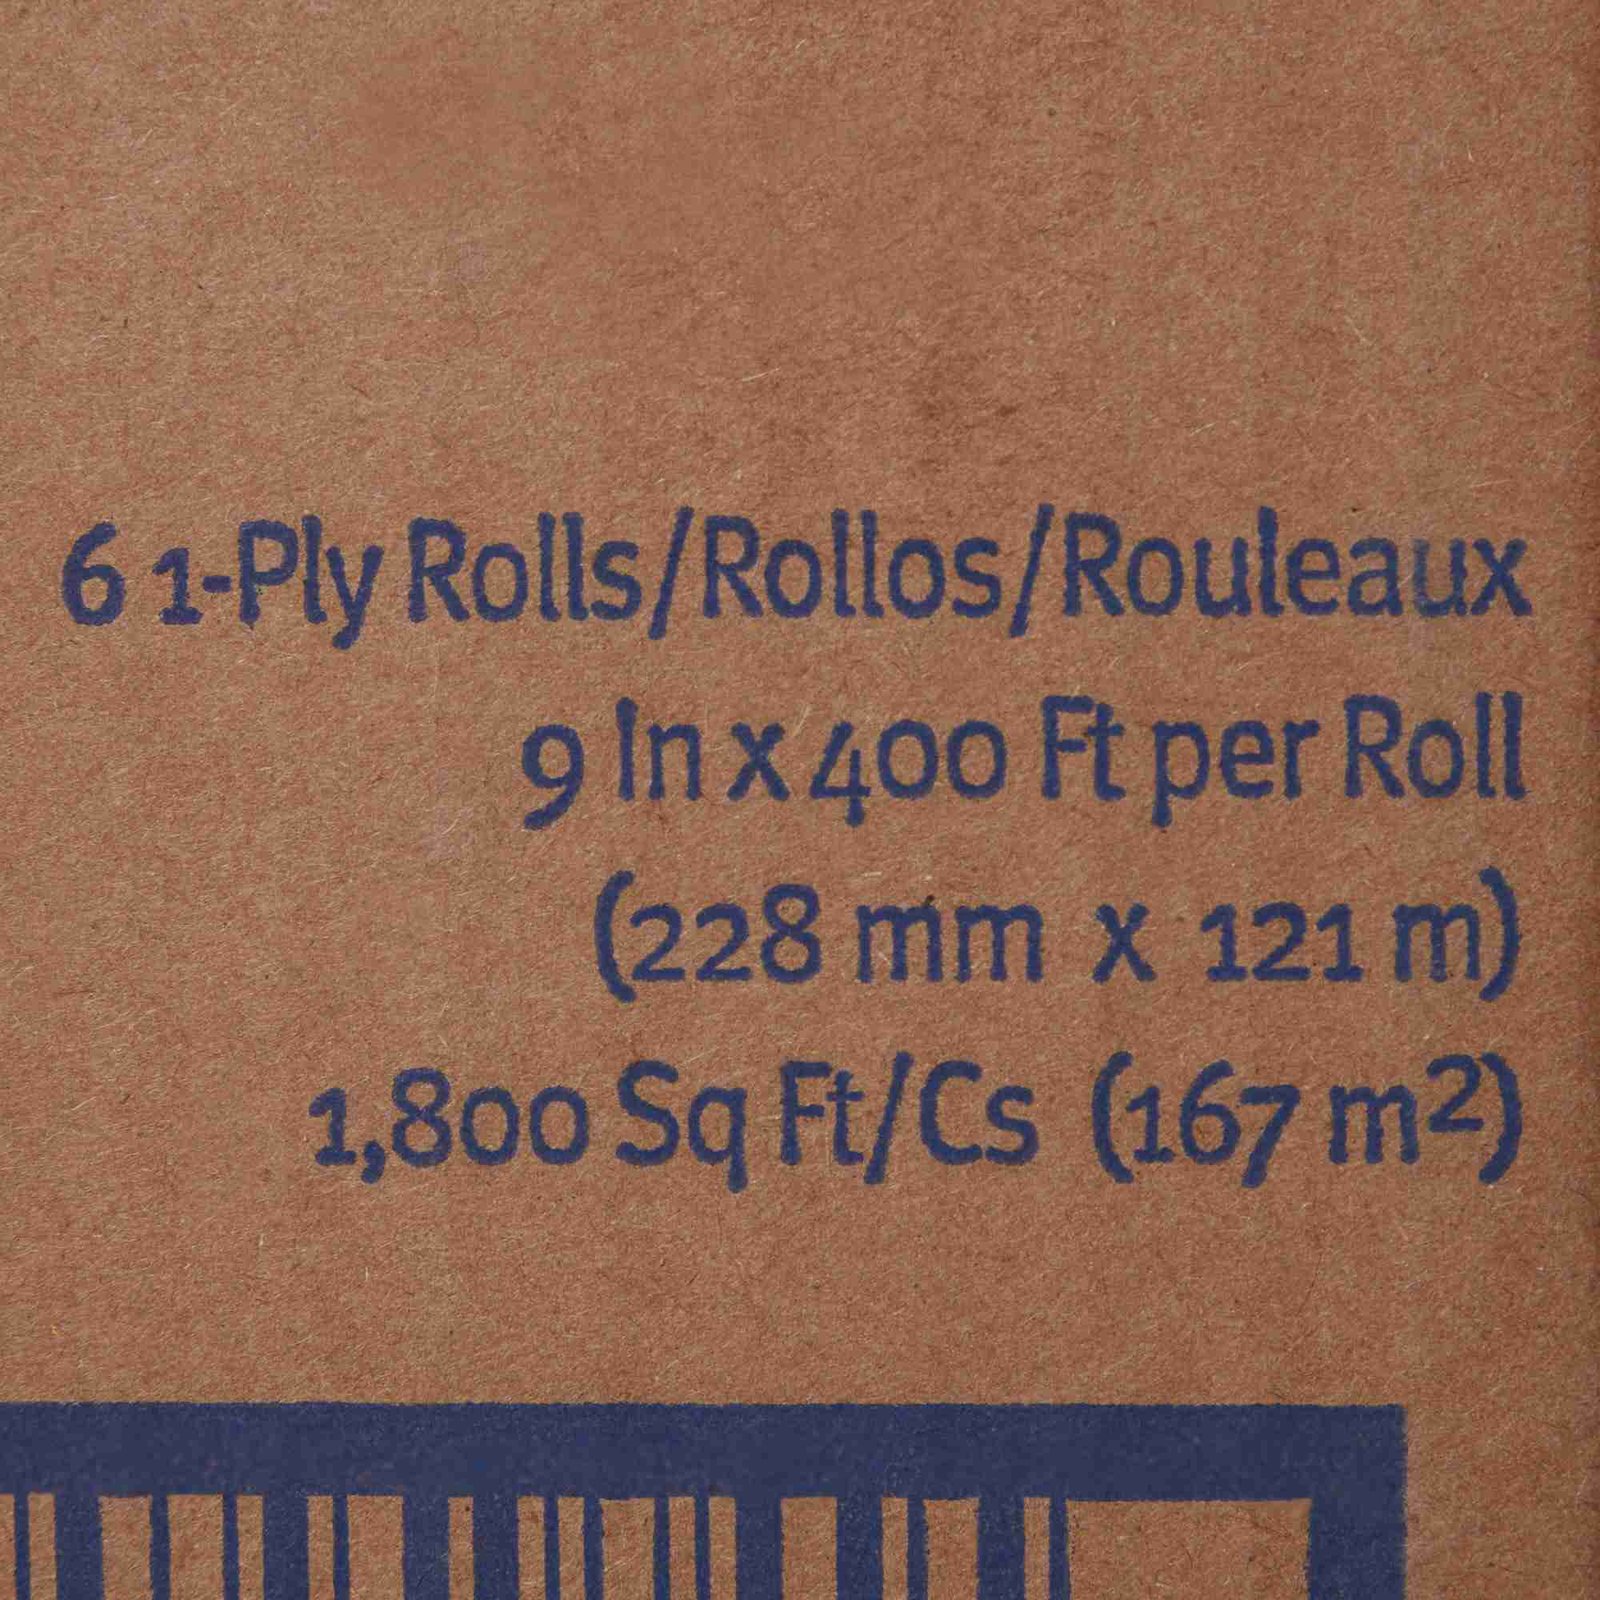 6 1-Ply Rolls/Rollos/Rouleaux
9 In x 400 Ft per Roll
(228 mm x 121 m)
1,800 Sq Ft/Cs (167 m²)